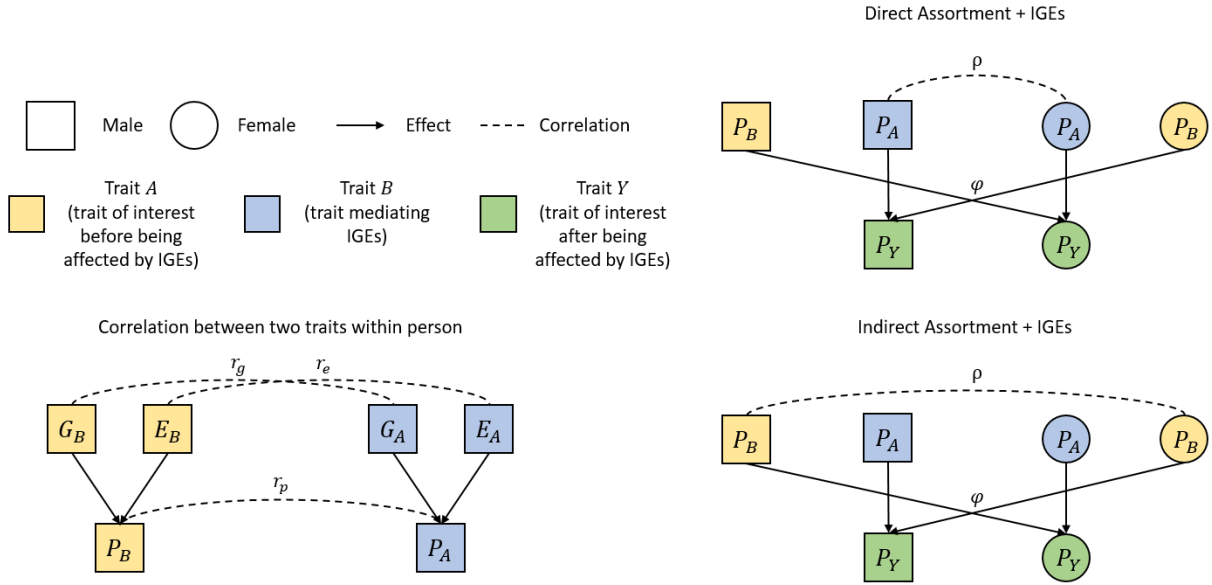 Male
Female
Effect
Correlation
Trait A
(trait of interest
before being
affected by IGEs)
Trait B
(trait mediating
IGEs)
Trait Y
(trait of interest
after being
affected by IGEs)
Correlation between two traits within person
r_g
r_e
G_B
E_B
G_A
E_A
r_p
P_B
P_A
Direct Assortment + IGEs
ρ
P_B
P_A
P_A
P_B
φ
P_Y
P_Y
Indirect Assortment + IGEs
ρ
P_B
P_A
P_A
P_B
φ
P_Y
P_Y